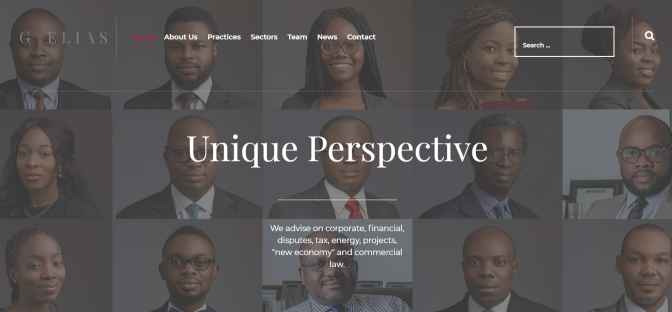 G. ELIAS
Home About Us Practices Sectors Team News Contact
Search ...
Unique Perspective
We advise on corporate, financial,
disputes, tax, energy, projects,
"new economy" and commercial
law.